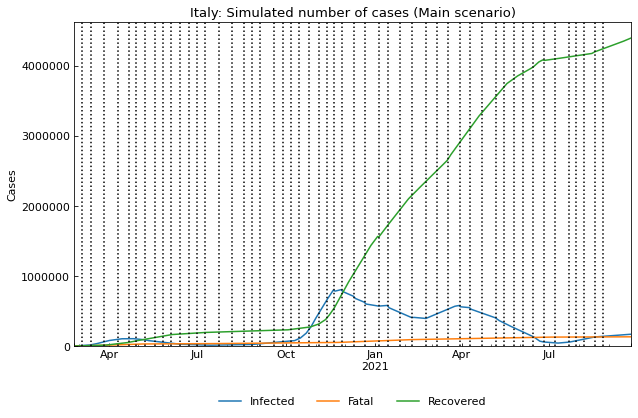 Italy: Simulated number of cases (Main scenario)
Cases
4000000
3000000
2000000
1000000
0
Apr Jul Oct Jan Apr Jul
2021
Infected Fatal Recovered